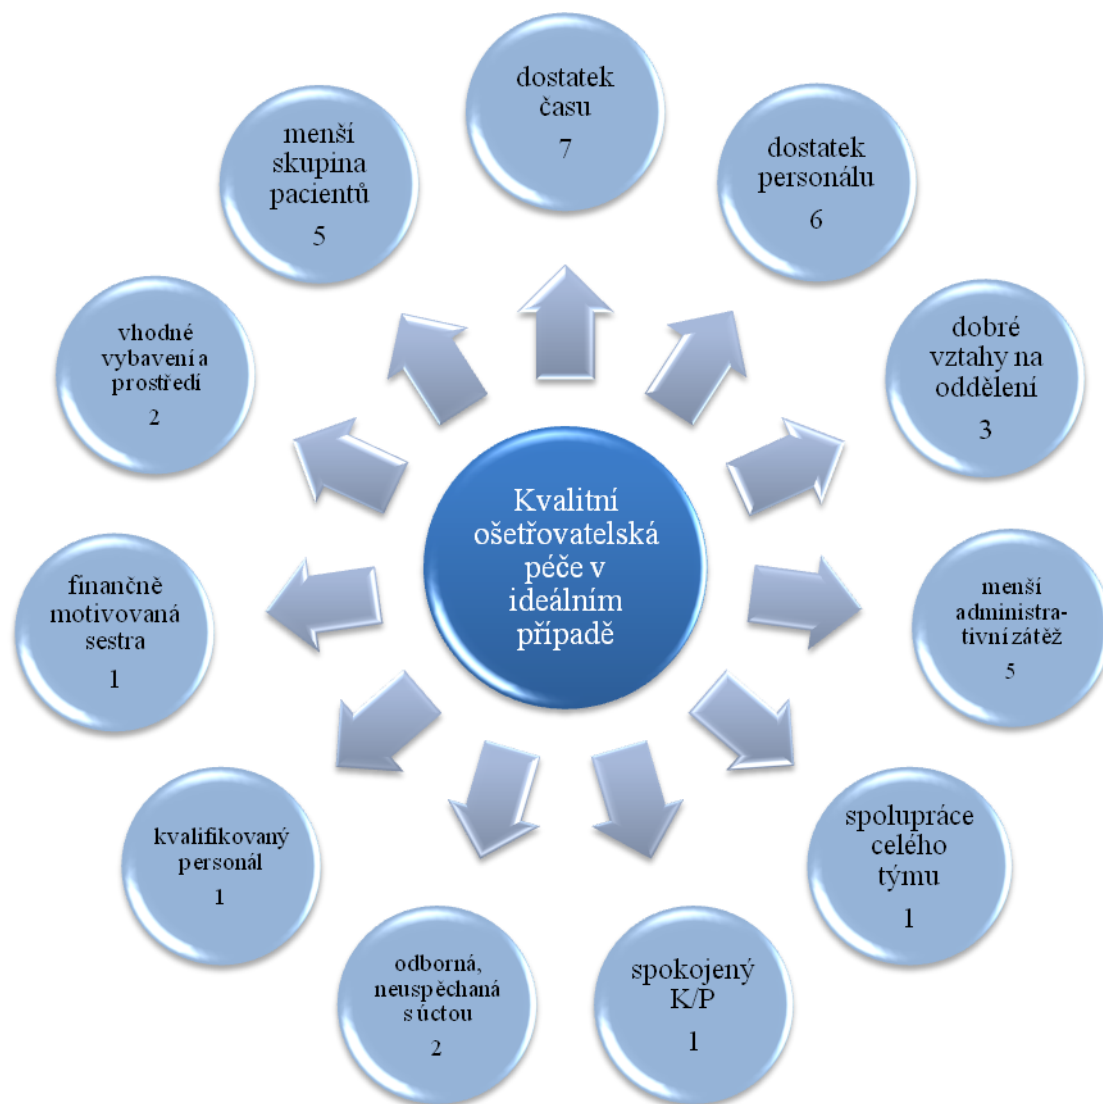 dostatek
času
7
dostatek
personálu
6
dobré
vztahy na
oddělení
3
menší
administra-
tivní zátěž
5
spolupráce
celého
týmu
1
spokojený
K/P
1
odborná,
neuspěchaná
s úctou
2
kvalifikovaný
personál
1
finančně
motivovaná
sestra
1
vhodné
vybavení a
prostředí
2
menší
skupina
pacientů
5
Kvalitní
ošetřovatelská
péče v
ideálním
případě